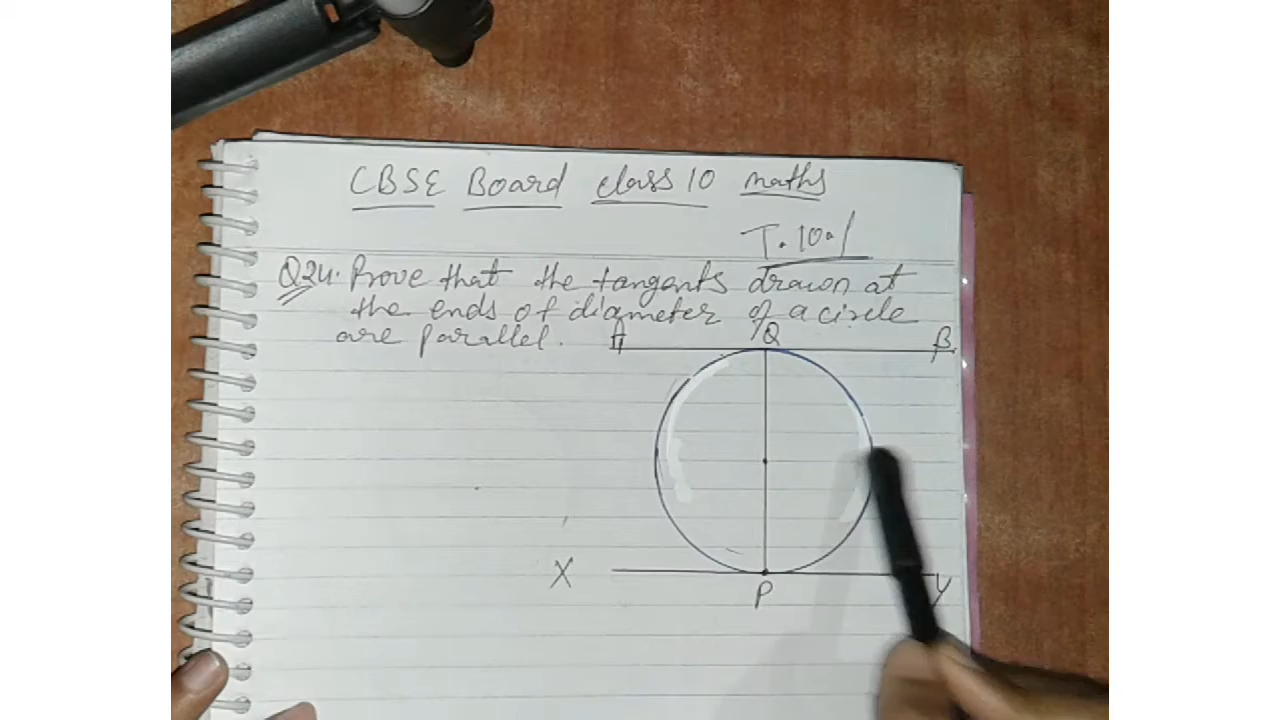 CBSE Board class 10 maths
T. 10.1
Q24. Prove that the tangents drawn at
the ends of diameter of a circle
are parallel.
A Q B
X P Y